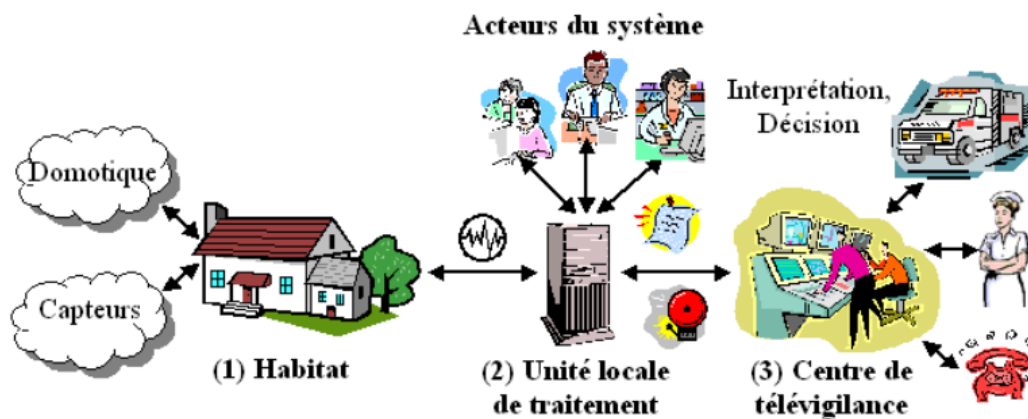 Acteurs du système
Interprétation,
Décision
Domotique
Capteurs
(1) Habitat
(2) Unité locale
de traitement
(3) Centre de
télévigilance